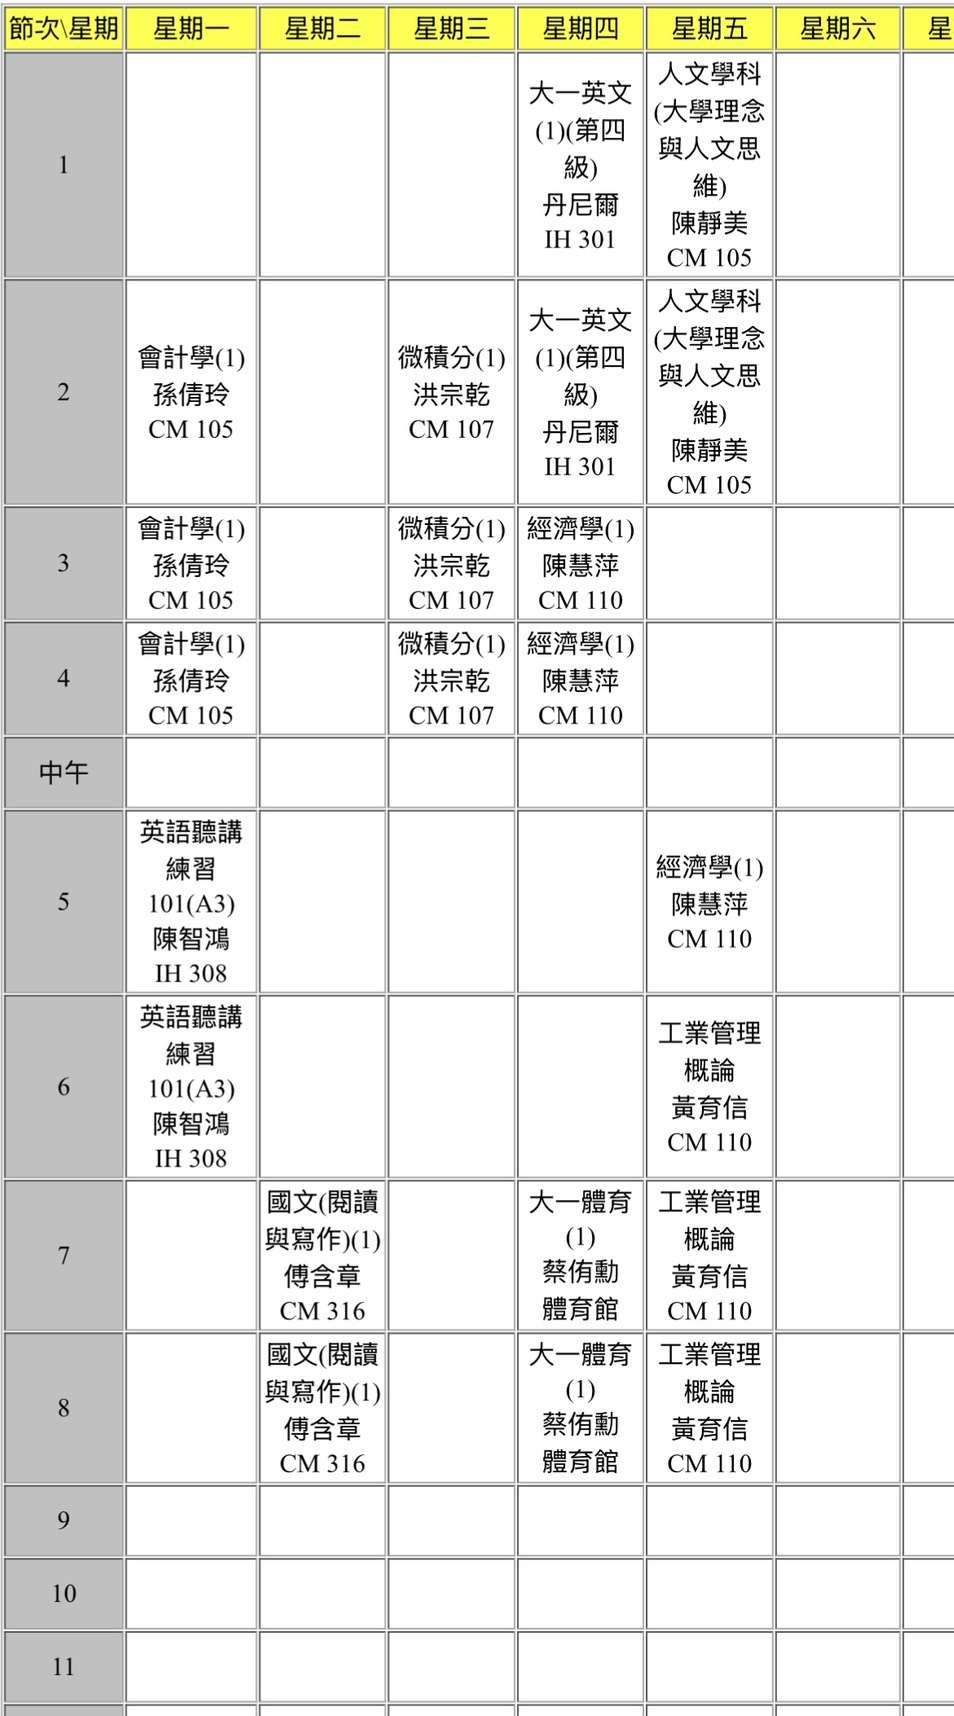 節次\星期 星期一 星期二 星期三 星期四 星期五 星期六 星
1
大一英文
(1)(第四
級)
丹尼爾
IH 301
人文學科
(大學理念
與人文思
維)
陳靜美
CM 105
2
會計學(1)
孫倩玲
CM 105
微積分(1)
洪宗乾
CM 107
大一英文
(1)(第四
級)
丹尼爾
IH 301
人文學科
(大學理念
與人文思
維)
陳靜美
CM 105
3
會計學(1)
孫倩玲
CM 105
微積分(1)
洪宗乾
CM 107
經濟學(1)
陳慧萍
CM 110
4
會計學(1)
孫倩玲
CM 105
微積分(1)
洪宗乾
CM 107
經濟學(1)
陳慧萍
CM 110
中午
5
英語聽講
練習
101(A3)
陳智鴻
IH 308
經濟學(1)
陳慧萍
CM 110
6
英語聽講
練習
101(A3)
陳智鴻
IH 308
工業管理
概論
黃育信
CM 110
7
國文(閱讀
與寫作)(1)
傅含章
CM 316
大一體育
(1)
蔡侑勳
體育館
工業管理
概論
黃育信
CM 110
8
國文(閱讀
與寫作)(1)
傅含章
CM 316
大一體育
(1)
蔡侑勳
體育館
工業管理
概論
黃育信
CM 110
9
10
11